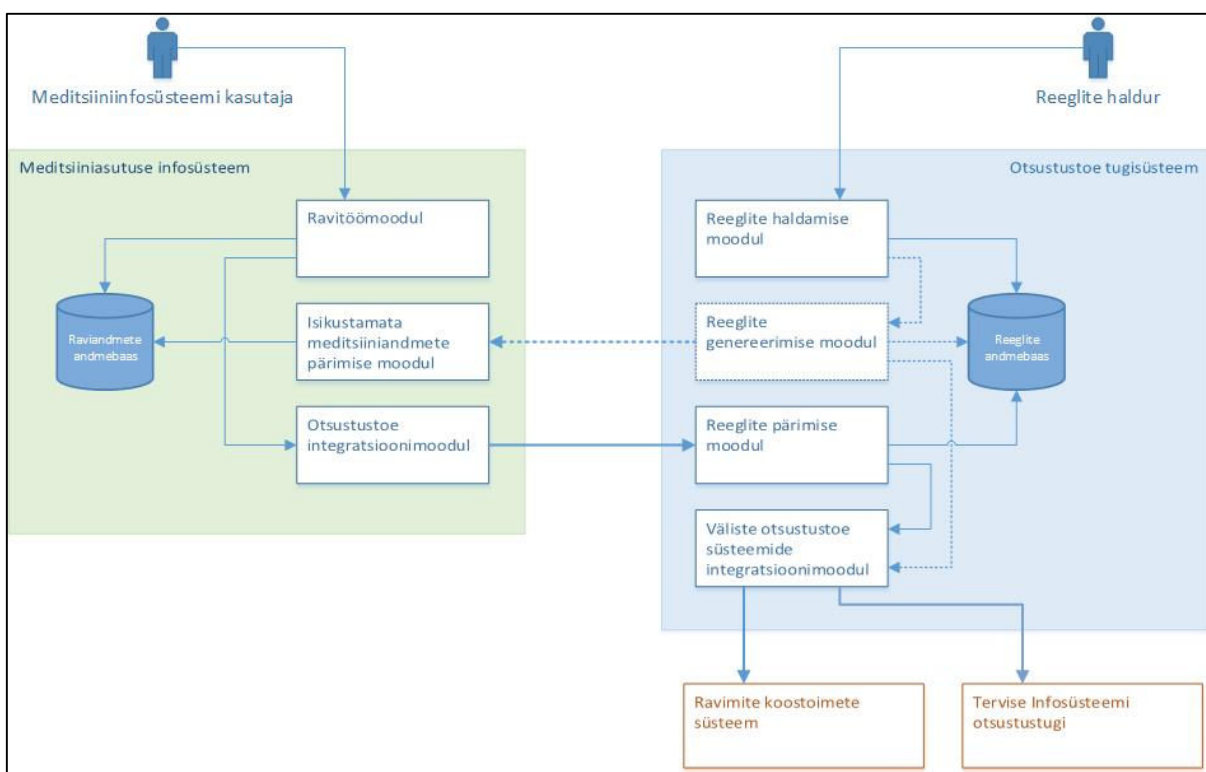 Meditsiiniinfosüsteemi kasutaja
Reeglite haldur
Meditsiiniasutuse infosüsteem
Otsustustoe tugisüsteem
Ravitöömoodul
Reeglite haldamise
moodul
Raviandmete
andmebaas
Isikustamata
meditsiiniandmete
pärimise moodul
Reeglite
genereerimise moodul
Reeglite
andmebaas
Otsustustoe
integratsioonimoodul
Reeglite pärimise
moodul
Väliste otsustustoe
süsteemide
integratsioonimoodul
Ravimite koostoimete
süsteem
Tervise Infosüsteemi
otsustustugi